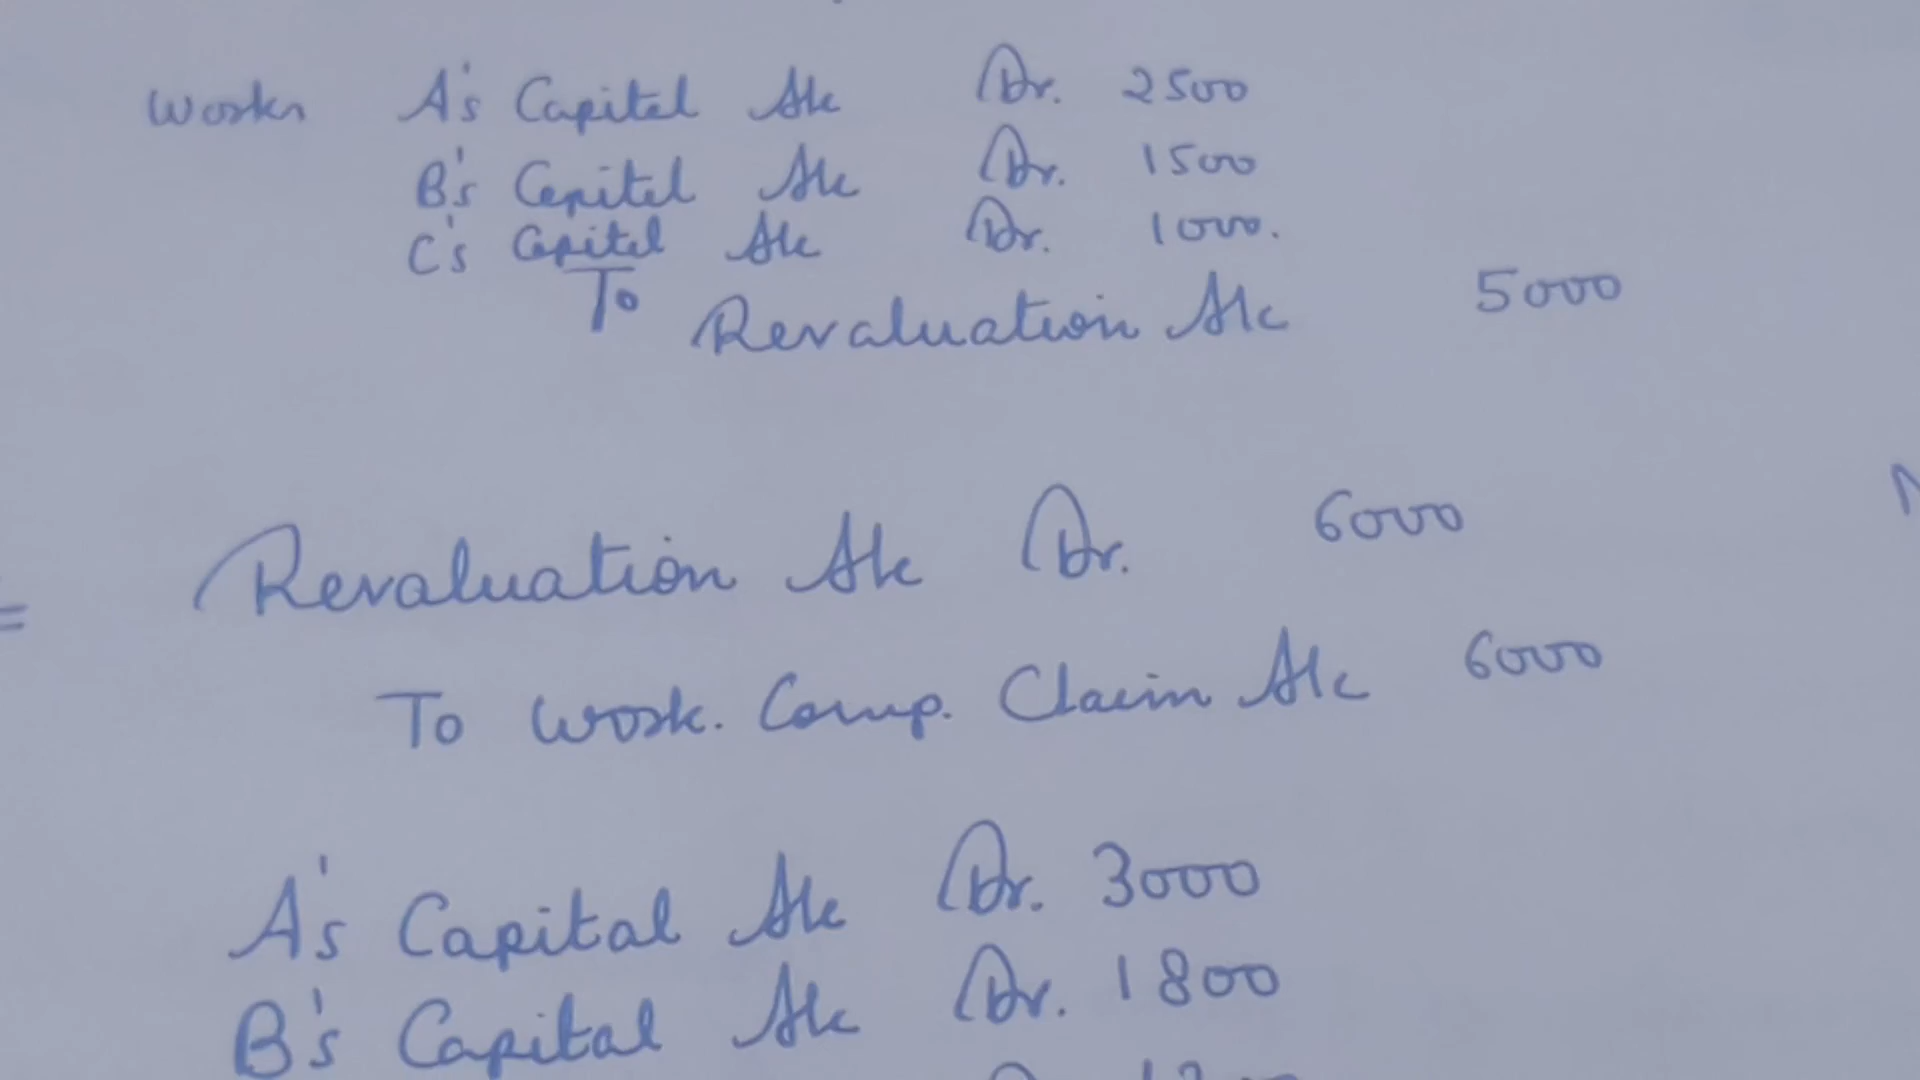 Worker A's Capital A/c Dr. 2500
B's Capital A/c Dr. 1500
C's Capital A/c Dr. 1000.
To Revaluation A/c 5000
= Revaluation A/c Dr. 6000
To Work. Comp. Claim A/c 6000
A's Capital A/c Dr. 3000
B's Capital A/c Dr. 1800